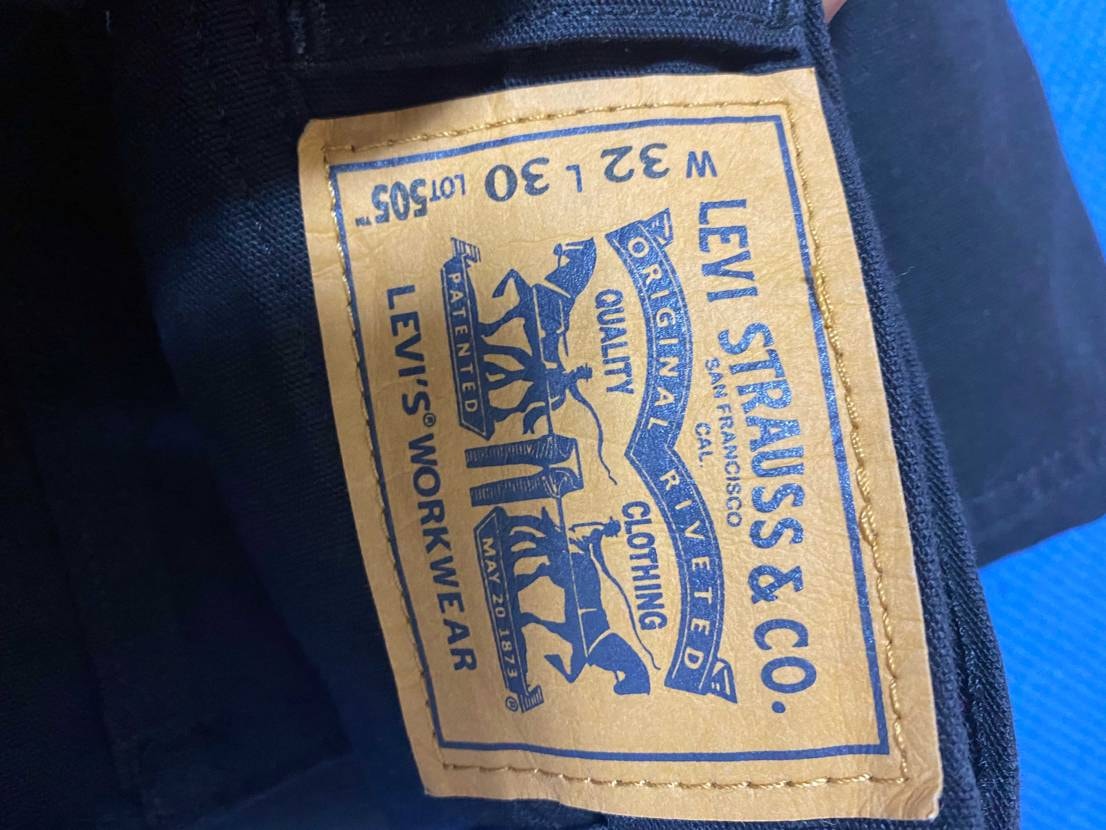 LEVI STRAUSS & CO.
SAN FRANCISCO
CAL.
ORIGINAL RIVETED
QUALITY CLOTHING
PATENTED MAY 20 1873 ®
LEVI'S® WORKWEAR
W 32 L 30 LOT 505™